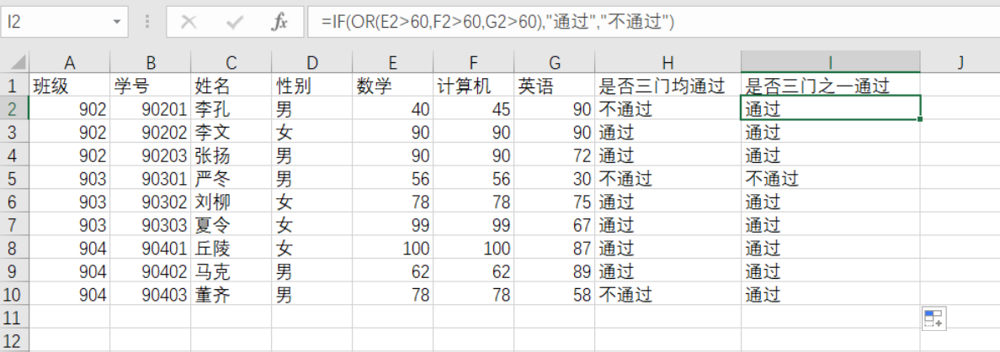 I2 fx =IF(OR(E2>60,F2>60,G2>60),"通过","不通过")
A B C D E F G H I J
1 班级 学号 姓名 性别 数学 计算机 英语 是否三门均通过 是否三门之一通过
2 902 90201 李孔 男 40 45 90 不通过 通过
3 902 90202 李文 女 90 90 90 通过 通过
4 902 90203 张扬 男 90 90 72 通过 通过
5 903 90301 严冬 男 56 56 30 不通过 不通过
6 903 90302 刘柳 女 78 78 75 通过 通过
7 903 90303 夏令 女 99 99 67 通过 通过
8 904 90401 丘陵 女 100 100 87 通过 通过
9 904 90402 马克 男 62 62 89 通过 通过
10 904 90403 董齐 男 78 78 58 不通过 通过
11
12